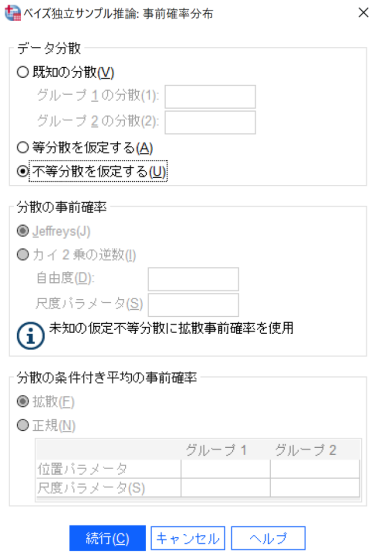 ベイズ独立サンプル推論: 事前確率分布
データ分散
既知の分散(V)
グループ 1 の分散(1):
グループ 2 の分散(2):
等分散を仮定する(A)
不等分散を仮定する(U)
分散の事前確率
Jeffreys(J)
カイ 2 乗の逆数(I)
自由度(D):
尺度パラメータ(S)
未知の仮定不等分散に拡散事前確率を使用
分散の条件付き平均の事前確率
拡散(F)
正規(N)
グループ 1 グループ 2
位置パラメータ
尺度パラメータ(S)
続行(C) キャンセル ヘルプ